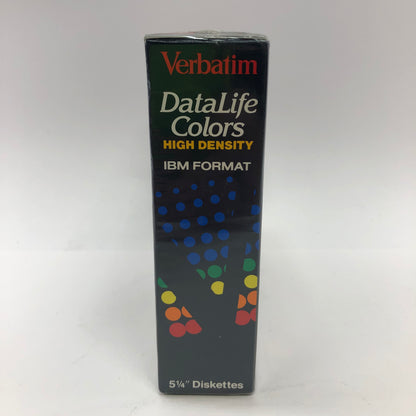 Verbatim
DataLife
Colors
HIGH DENSITY
IBM FORMAT
5¼" Diskettes